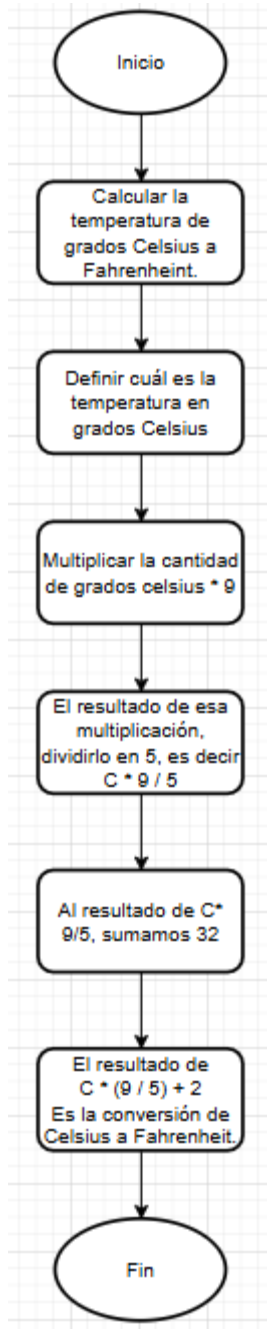 Inicio
Calcular la
temperatura de
grados Celsius a
Fahrenheint.
Definir cuál es la
temperatura en
grados Celsius
Multiplicar la cantidad
de grados celsius * 9
El resultado de esa
multiplicación,
dividirlo en 5, es decir
C * 9 / 5
Al resultado de C*
9/5, sumamos 32
El resultado de
C * (9 / 5) + 2
Es la conversión de
Celsius a Fahrenheit.
Fin